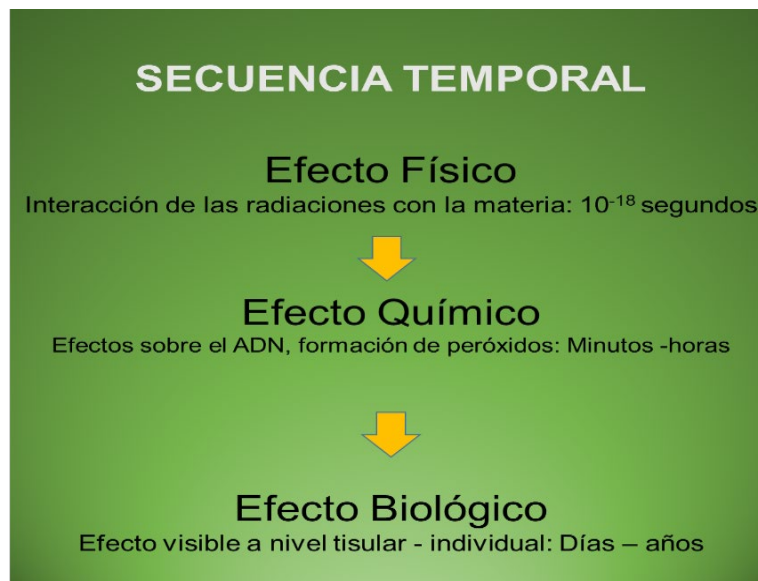 SECUENCIA TEMPORAL
Efecto Físico
Interacción de las radiaciones con la materia: 10⁻¹⁸ segundos
Efecto Químico
Efectos sobre el ADN, formación de peróxidos: Minutos -horas
Efecto Biológico
Efecto visible a nivel tisular - individual: Días – años